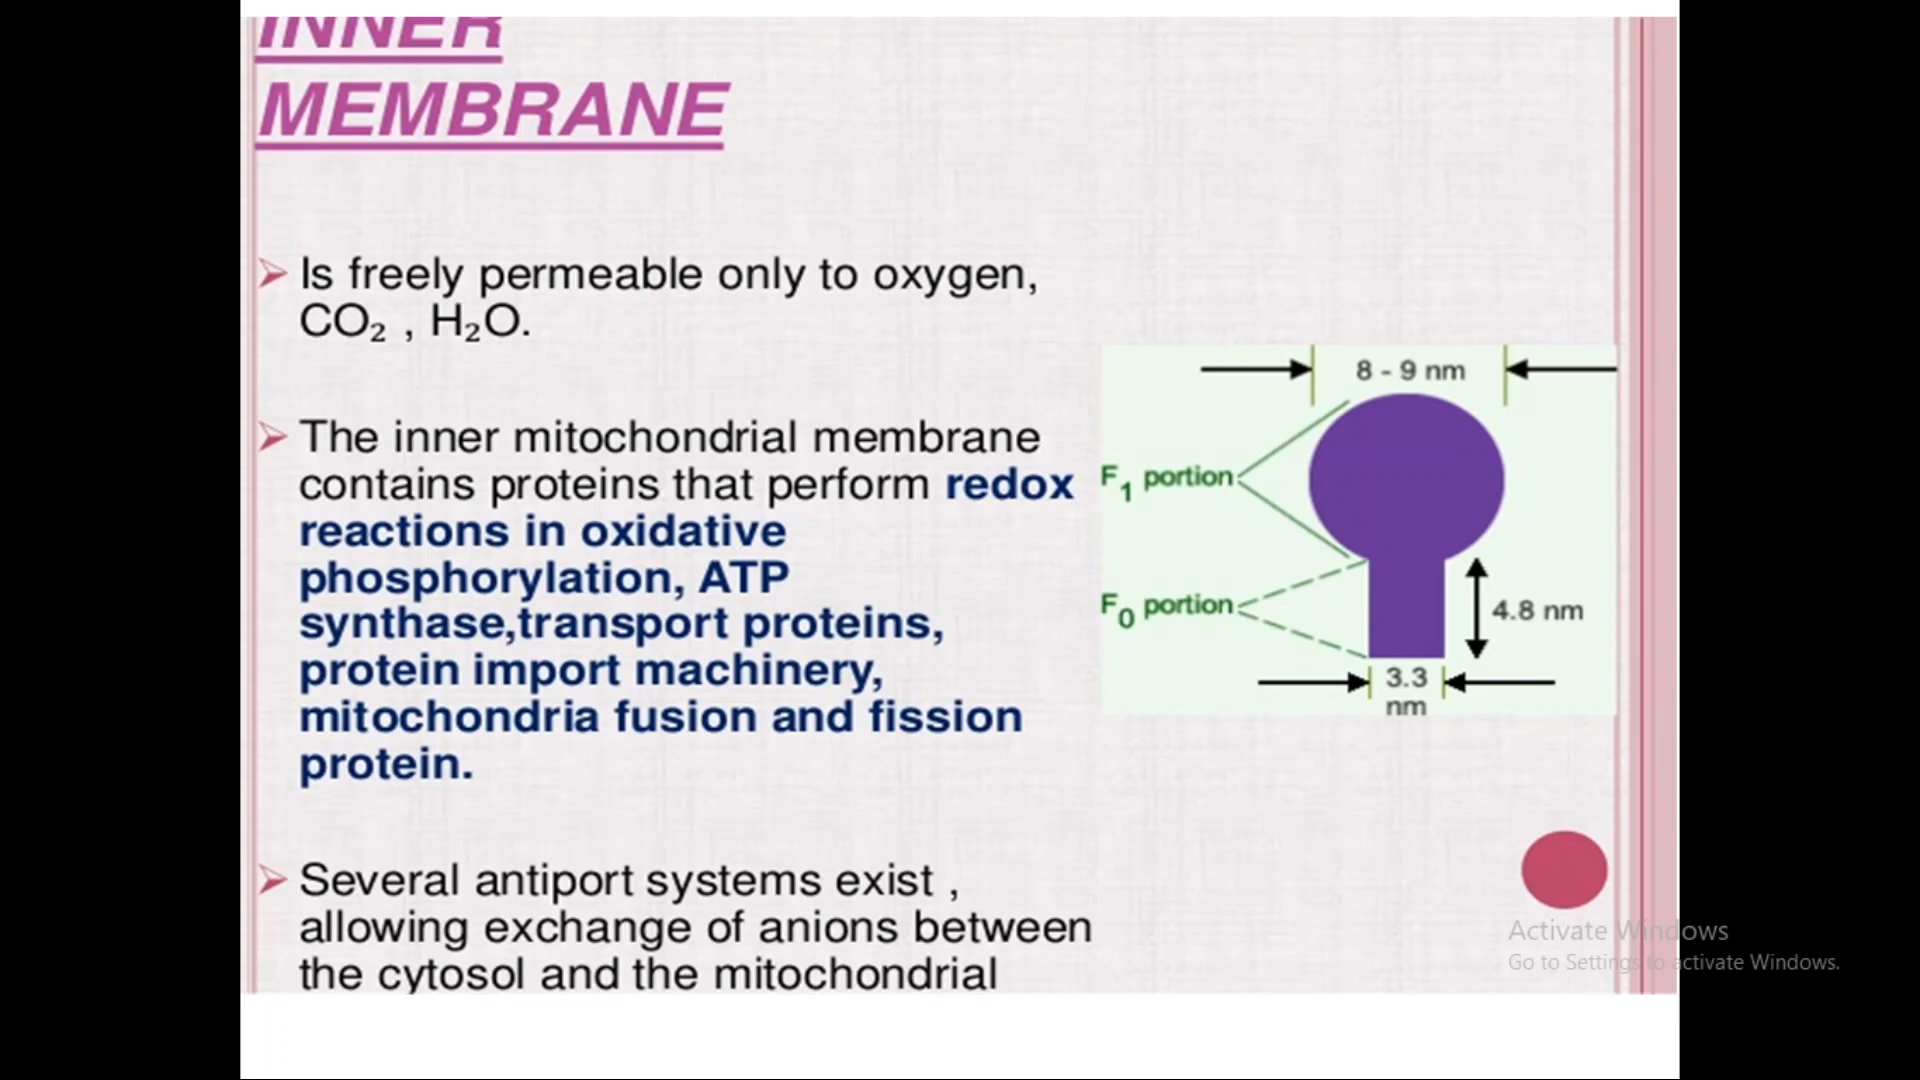 INNER
MEMBRANE
Is freely permeable only to oxygen,
CO₂ , H₂O.
The inner mitochondrial membrane
contains proteins that perform redox
reactions in oxidative
phosphorylation, ATP
synthase,transport proteins,
protein import machinery,
mitochondria fusion and fission
protein.
Several antiport systems exist ,
allowing exchange of anions between
the cytosol and the mitochondrial
8 - 9 nm
F₁ portion
F₀ portion
4.8 nm
3.3
nm
Activate Windows
Go to Settings to activate Windows.